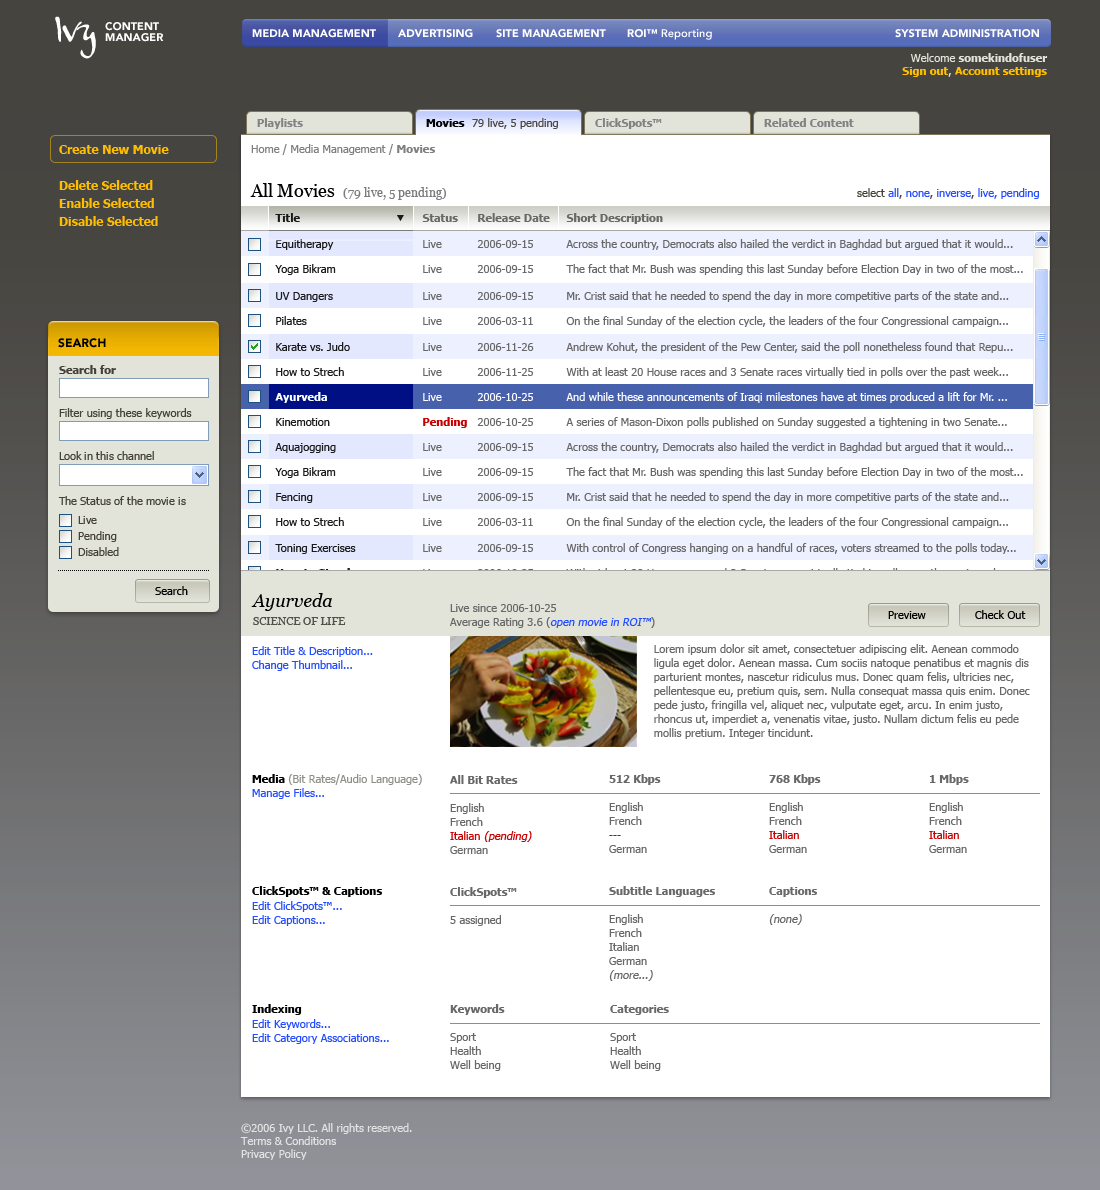 Ivy CONTENT MANAGER
MEDIA MANAGEMENT ADVERTISING SITE MANAGEMENT ROI™ Reporting SYSTEM ADMINISTRATION
Welcome somekindofuser
Sign out, Account settings
Playlists Movies 79 live, 5 pending ClickSpots™ Related Content
Create New Movie
Delete Selected
Enable Selected
Disable Selected
SEARCH
Search for
Filter using these keywords
Look in this channel
The Status of the movie is
Live
Pending
Disabled
Search
Home / Media Management / Movies
All Movies (79 live, 5 pending) select all, none, inverse, live, pending
Title Status Release Date Short Description
Equitherapy Live 2006-09-15 Across the country, Democrats also hailed the verdict in Baghdad but argued that it would...
Yoga Bikram Live 2006-09-15 The fact that Mr. Bush was spending this last Sunday before Election Day in two of the most...
UV Dangers Live 2006-09-15 Mr. Crist said that he needed to spend the day in more competitive parts of the state and...
Pilates Live 2006-03-11 On the final Sunday of the election cycle, the leaders of the four Congressional campaign...
Karate vs. Judo Live 2006-11-26 Andrew Kohut, the president of the Pew Center, said the poll nonetheless found that Repu...
How to Strech Live 2006-11-25 With at least 20 House races and 3 Senate races virtually tied in polls over the past week...
Ayurveda Live 2006-10-25 And while these announcements of Iraqi milestones have at times produced a lift for Mr. ...
Kinemotion Pending 2006-10-25 A series of Mason-Dixon polls published on Sunday suggested a tightening in two Senate...
Aquajogging Live 2006-09-15 Across the country, Democrats also hailed the verdict in Baghdad but argued that it would...
Yoga Bikram Live 2006-09-15 The fact that Mr. Bush was spending this last Sunday before Election Day in two of the most...
Fencing Live 2006-09-15 Mr. Crist said that he needed to spend the day in more competitive parts of the state and...
How to Strech Live 2006-03-11 On the final Sunday of the election cycle, the leaders of the four Congressional campaign...
Toning Exercises Live 2006-09-15 With control of Congress hanging on a handful of races, voters streamed to the polls today...
Ayurveda
SCIENCE OF LIFE
Live since 2006-10-25
Average Rating 3.6 (open movie in ROI™)
Preview Check Out
Edit Title & Description...
Change Thumbnail...
Lorem ipsum dolor sit amet, consectetuer adipiscing elit. Aenean commodo
ligula eget dolor. Aenean massa. Cum sociis natoque penatibus et magnis dis
parturient montes, nascetur ridiculus mus. Donec quam felis, ultricies nec,
pellentesque eu, pretium quis, sem. Nulla consequat massa quis enim. Donec
pede justo, fringilla vel, aliquet nec, vulputate eget, arcu. In enim justo,
rhoncus ut, imperdiet a, venenatis vitae, justo. Nullam dictum felis eu pede
mollis pretium. Integer tincidunt.
Media (Bit Rates/Audio Language)
Manage Files...
All Bit Rates 512 Kbps 768 Kbps 1 Mbps
English English English English
French French French French
Italian (pending) --- Italian Italian
German German German German
ClickSpots™ & Captions
Edit ClickSpots™...
Edit Captions...
ClickSpots™ Subtitle Languages Captions
5 assigned English (none)
French
Italian
German
(more...)
Indexing
Edit Keywords...
Edit Category Associations...
Keywords Categories
Sport Sport
Health Health
Well being Well being
©2006 Ivy LLC. All rights reserved.
Terms & Conditions
Privacy Policy